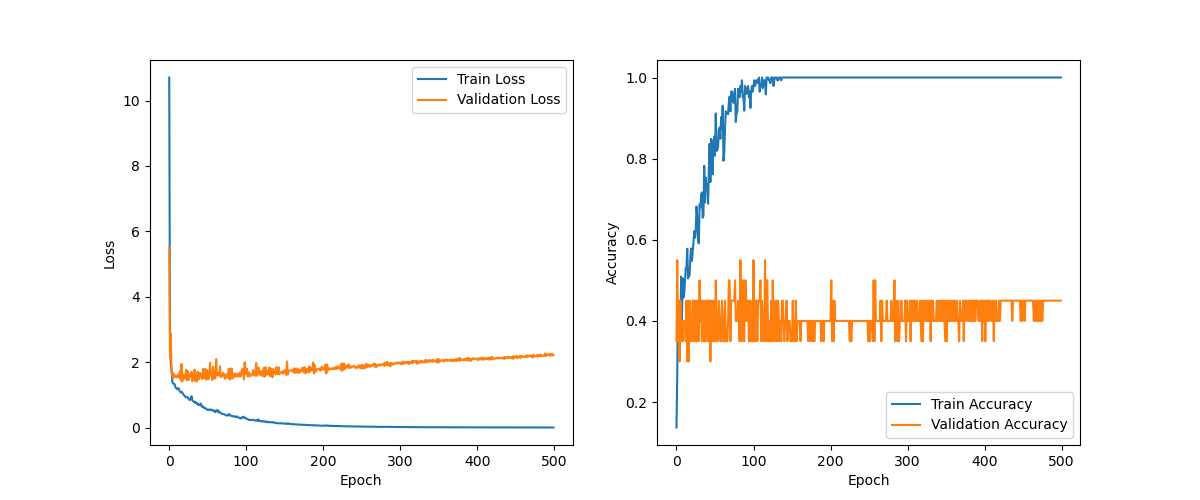 Train Loss
Validation Loss
10
8
6
4
2
0
Loss
0 100 200 300 400 500
Epoch
1.0
0.8
0.6
0.4
0.2
Accuracy
Train Accuracy
Validation Accuracy
0 100 200 300 400 500
Epoch